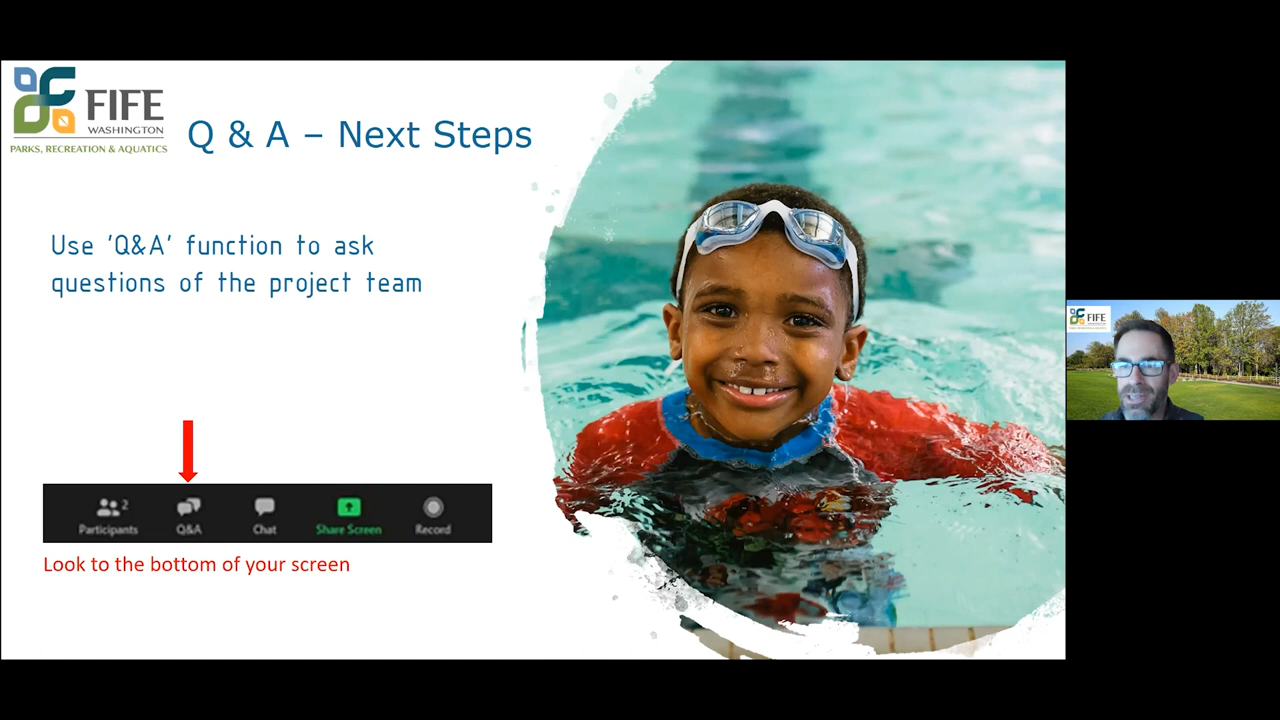 FIFE
WASHINGTON
PARKS, RECREATION & AQUATICS
Q & A – Next Steps
Use 'Q&A' function to ask
questions of the project team
Participants 2
Q&A
Chat
Share Screen
Record
Look to the bottom of your screen
FIFE
WASHINGTON